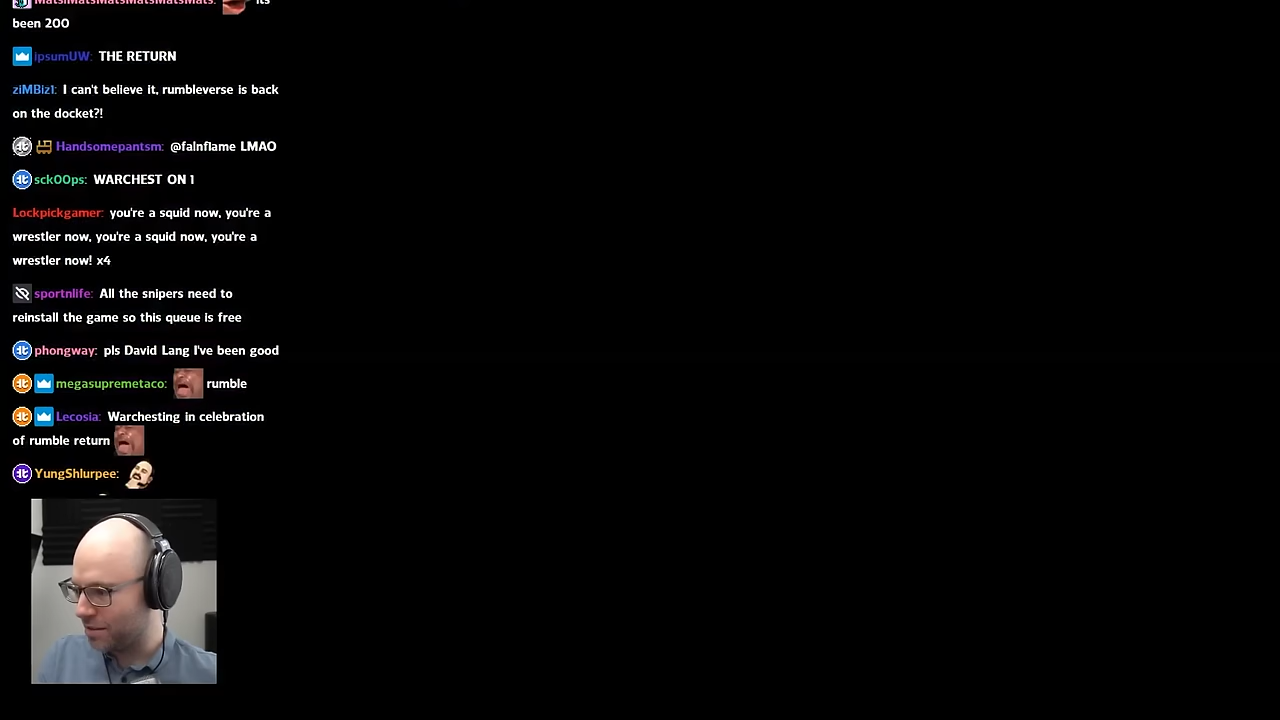 MatsiMatsMatsMatsMatsMats: its
been 200
ipsumUW: THE RETURN
ziMBiz1: I can't believe it, rumbleverse is back
on the docket?!
Handsomepantsm: @falnflame LMAO
sck00ps: WARCHEST ON 1
Lockpickgamer: you're a squid now, you're a
wrestler now, you're a squid now, you're a
wrestler now! x4
sportnlife: All the snipers need to
reinstall the game so this queue is free
phongway: pls David Lang I've been good
megasupremetaco: rumble
Lecosia: Warchesting in celebration
of rumble return
YungShlurpee: